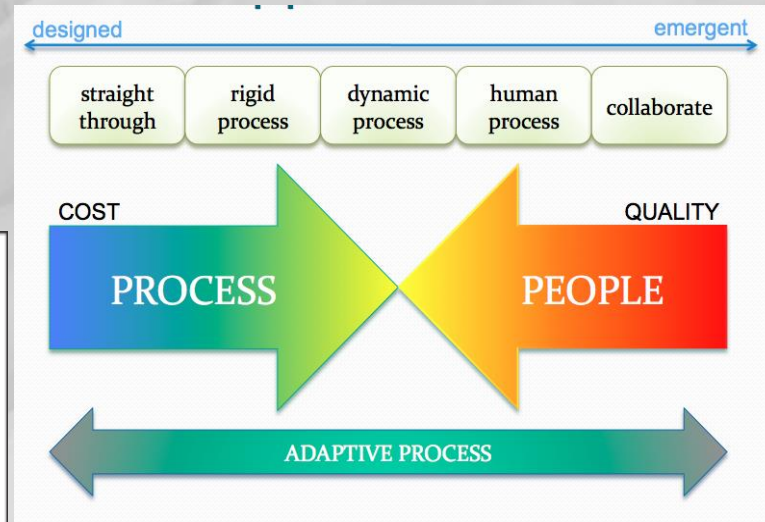 designed emergent
straight through
rigid process
dynamic process
human process
collaborate
COST QUALITY
PROCESS PEOPLE
ADAPTIVE PROCESS